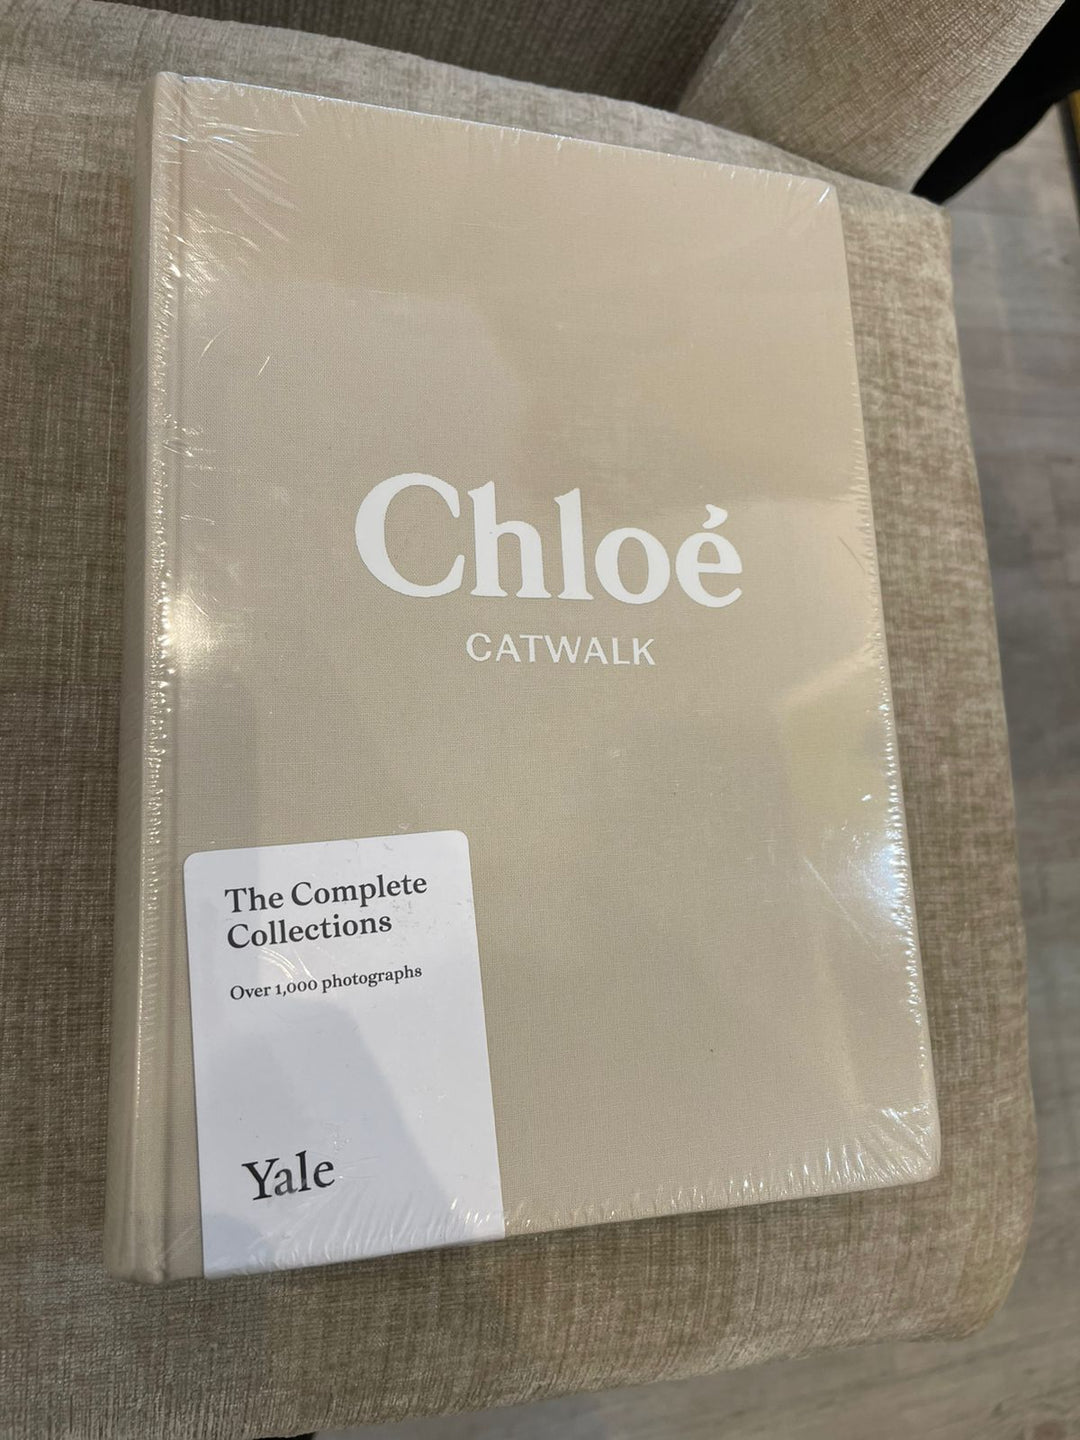 Chloé
CATWALK
The Complete
Collections
Over 1,000 photographs
Yale